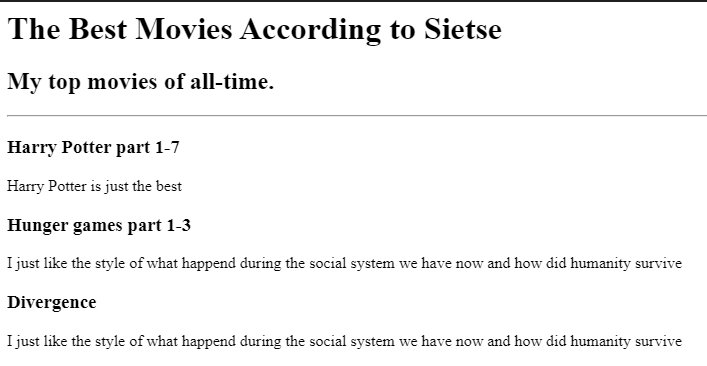 The Best Movies According to Sietse
My top movies of all-time.
Harry Potter part 1-7
Harry Potter is just the best
Hunger games part 1-3
I just like the style of what happend during the social system we have now and how did humanity survive
Divergence
I just like the style of what happend during the social system we have now and how did humanity survive